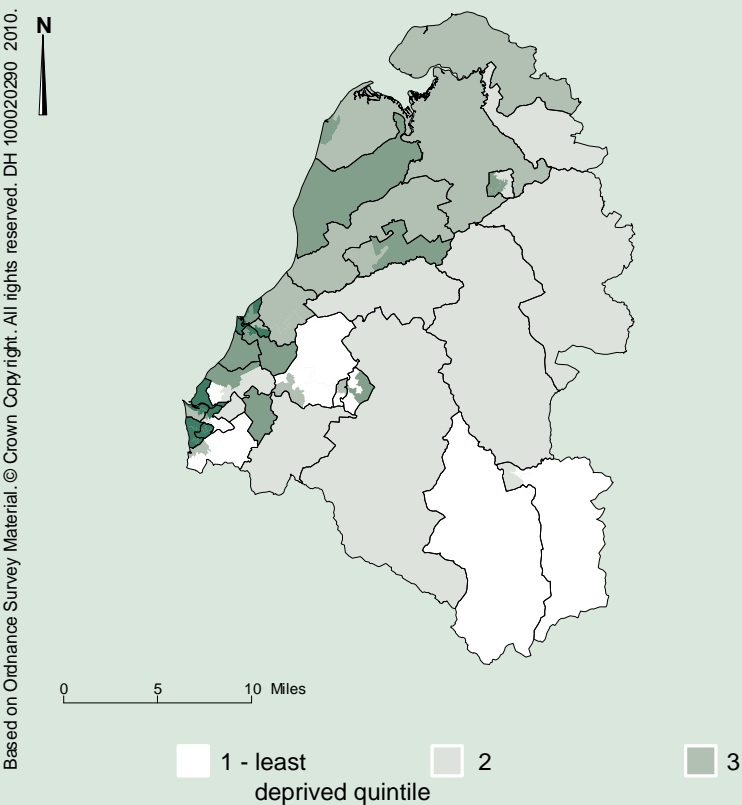 Based on Ordnance Survey Material. © Crown Copyright. All rights reserved. DH 100020290 2010.
N
0 5 10 Miles
1 - least 2 3
deprived quintile